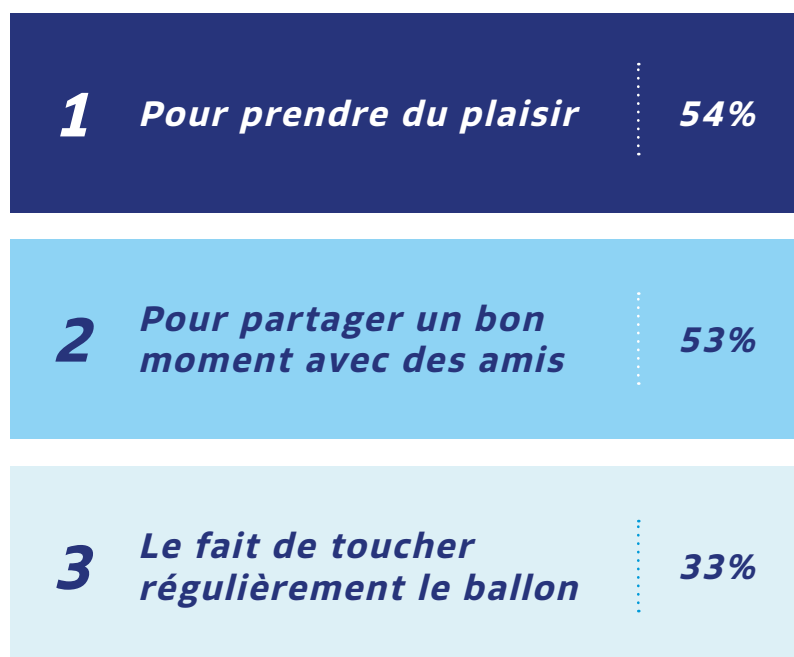 1
Pour prendre du plaisir
54%
2
Pour partager un bon
moment avec des amis
53%
3
Le fait de toucher
régulièrement le ballon
33%